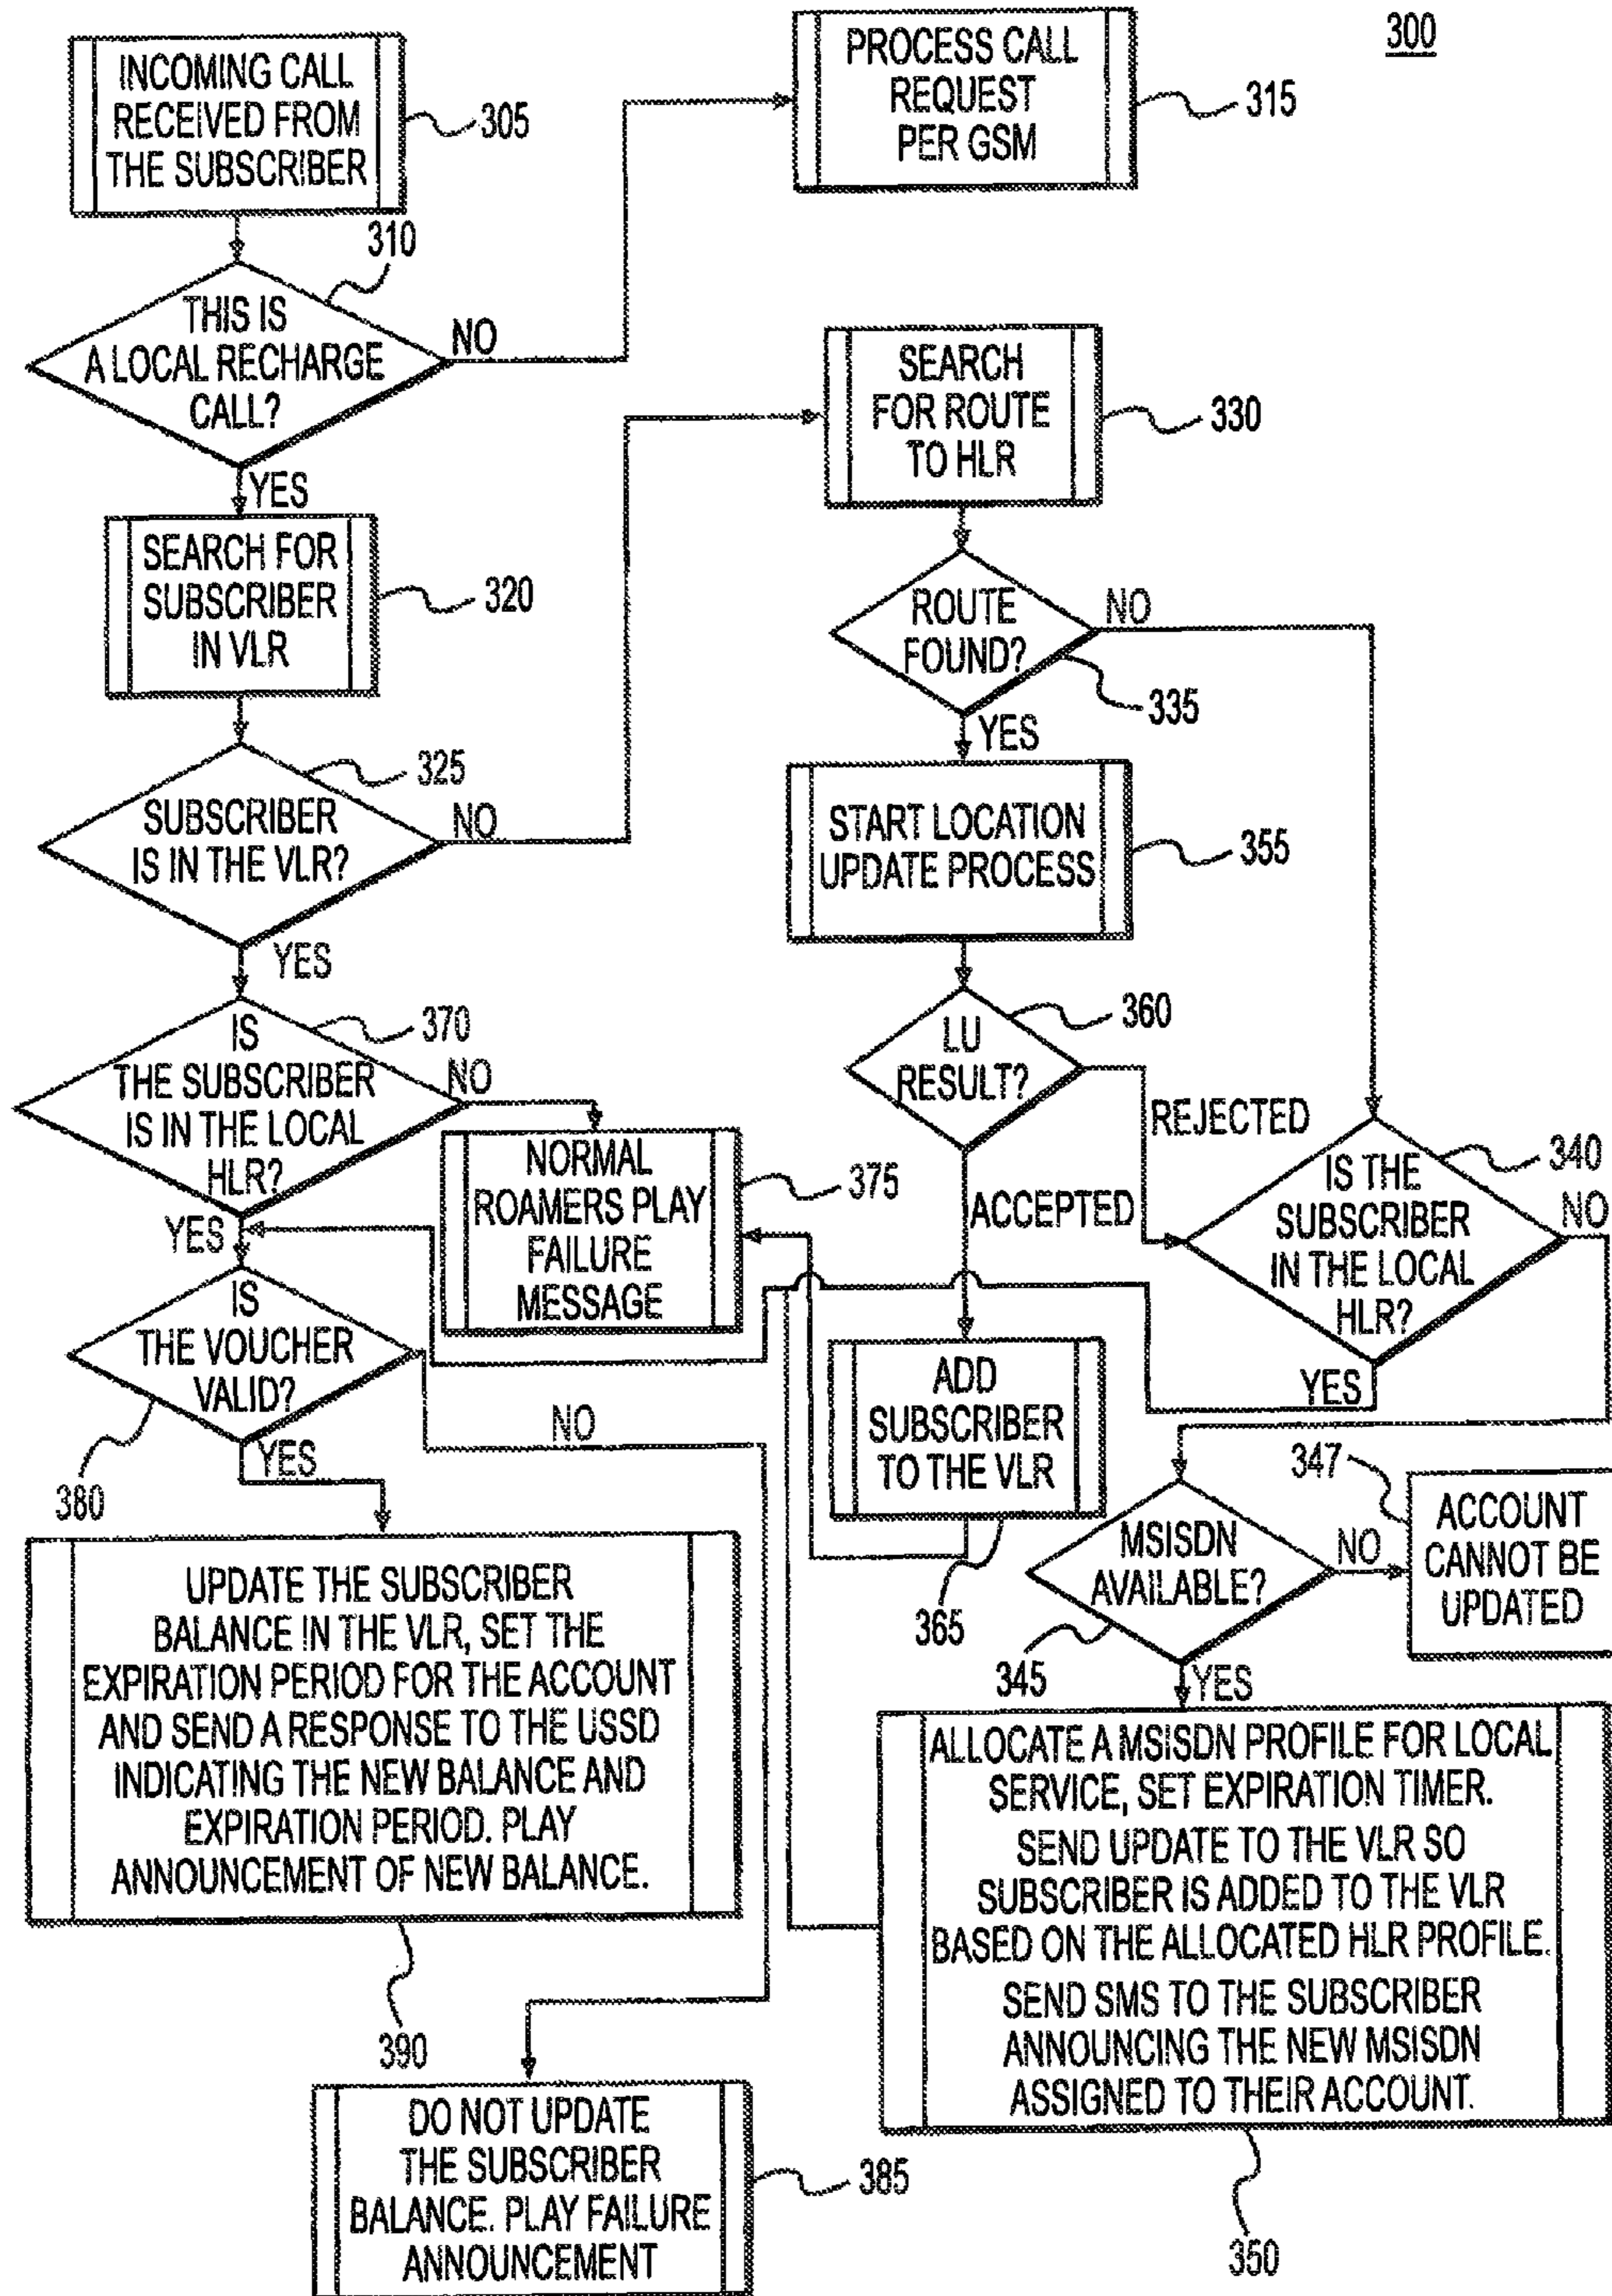 300
INCOMING CALL
RECEIVED FROM
THE SUBSCRIBER
305
PROCESS CALL
REQUEST
PER GSM
315
310
THIS IS
A LOCAL RECHARGE
CALL?
NO
YES
SEARCH FOR
SUBSCRIBER
IN VLR
320
SEARCH
FOR ROUTE
TO HLR
330
ROUTE
FOUND?
NO
335
YES
325
SUBSCRIBER
IS IN THE VLR?
NO
YES
START LOCATION
UPDATE PROCESS
355
370
IS
THE SUBSCRIBER
IS IN THE LOCAL
HLR?
NO
YES
360
LU
RESULT?
REJECTED
ACCEPTED
NORMAL
ROAMERS PLAY
FAILURE
MESSAGE
375
340
IS THE
SUBSCRIBER
IN THE LOCAL
HLR?
NO
YES
IS
THE VOUCHER
VALID?
NO
YES
380
ADD
SUBSCRIBER
TO THE VLR
365
MSISDN
AVAILABLE?
NO
345
YES
347
ACCOUNT
CANNOT BE
UPDATED
UPDATE THE SUBSCRIBER
BALANCE IN THE VLR, SET THE
EXPIRATION PERIOD FOR THE ACCOUNT
AND SEND A RESPONSE TO THE USSD
INDICATING THE NEW BALANCE AND
EXPIRATION PERIOD. PLAY
ANNOUNCEMENT OF NEW BALANCE.
390
ALLOCATE A MSISDN PROFILE FOR LOCAL
SERVICE, SET EXPIRATION TIMER.
SEND UPDATE TO THE VLR SO
SUBSCRIBER IS ADDED TO THE VLR
BASED ON THE ALLOCATED HLR PROFILE.
SEND SMS TO THE SUBSCRIBER
ANNOUNCING THE NEW MSISDN
ASSIGNED TO THEIR ACCOUNT.
350
DO NOT UPDATE
THE SUBSCRIBER
BALANCE. PLAY FAILURE
ANNOUNCEMENT
385